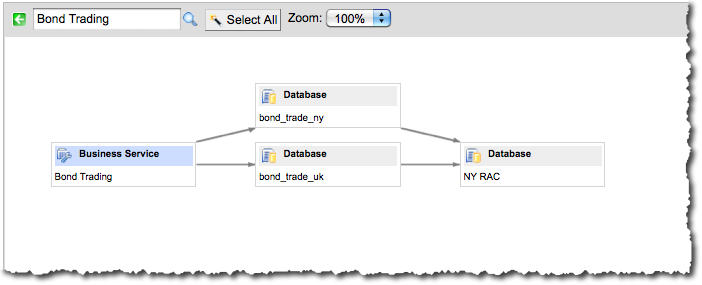 Bond Trading
Select All
Zoom: 100%
Database
bond_trade_ny
Business Service
Bond Trading
Database
bond_trade_uk
Database
NY RAC